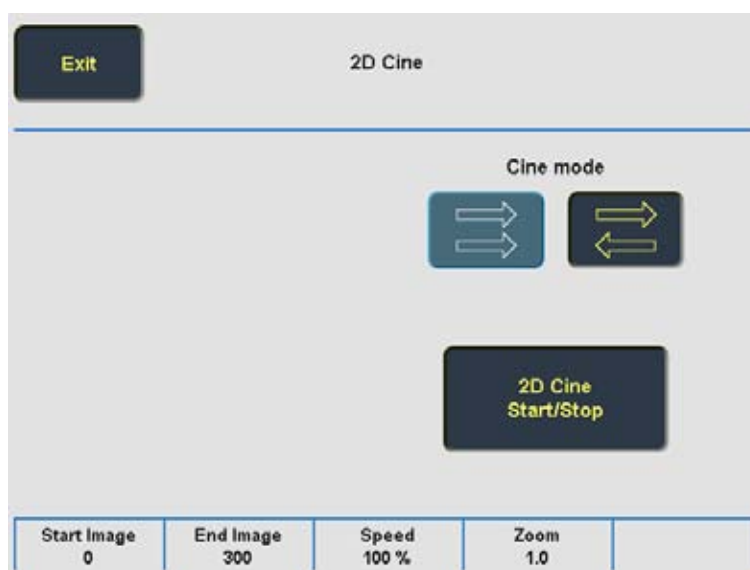 Exit
2D Cine
Cine mode
2D Cine
Start/Stop
Start Image
0
End Image
300
Speed
100 %
Zoom
1.0